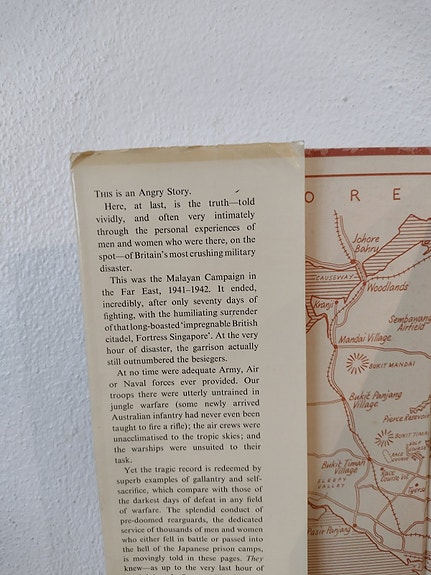 THIS is an Angry Story.
Here, at last, is the truth—told
vividly, and often very intimately
through the personal experiences of
men and women who were there, on the
spot—of Britain's most crushing military
disaster.
This was the Malayan Campaign in
the Far East, 1941–1942. It ended,
incredibly, after only seventy days of
fighting, with the humiliating surrender
of that long-boasted 'impregnable British
citadel, Fortress Singapore'. At the very
hour of disaster, the garrison actually
still outnumbered the besiegers.
At no time were adequate Army, Air
or Naval forces ever provided. Our
troops there were utterly untrained in
jungle warfare (some newly arrived
Australian infantry had never even been
taught to fire a rifle); the air crews were
unacclimatised to the tropic skies; and
the warships were unsuited to their
task.
Yet the tragic record is redeemed by
superb examples of gallantry and self-
sacrifice, which compare with those of
the darkest days of defeat in any field
of warfare. The splendid conduct of
pre-doomed rearguards, the dedicated
service of thousands of men and women
who either fell in battle or passed into
the hell of the Japanese prison camps,
is movingly told in these pages. They
knew—as up to the very last hour of
O R E
Johore
Bahru
CAUSEWAY
Woodlands
Kranji
Sembawang
Airfield
Mandai Village
BUKIT MANDAI
Bukit Panjang
Village
Pierce Reservoir
BUKIT TIMA
GOLF
COURSE
RACE
COURSE
Bukit Timah
Village
RACE
COURSE VIL.
SLEEPY
VALLEY
Pasir Panjang